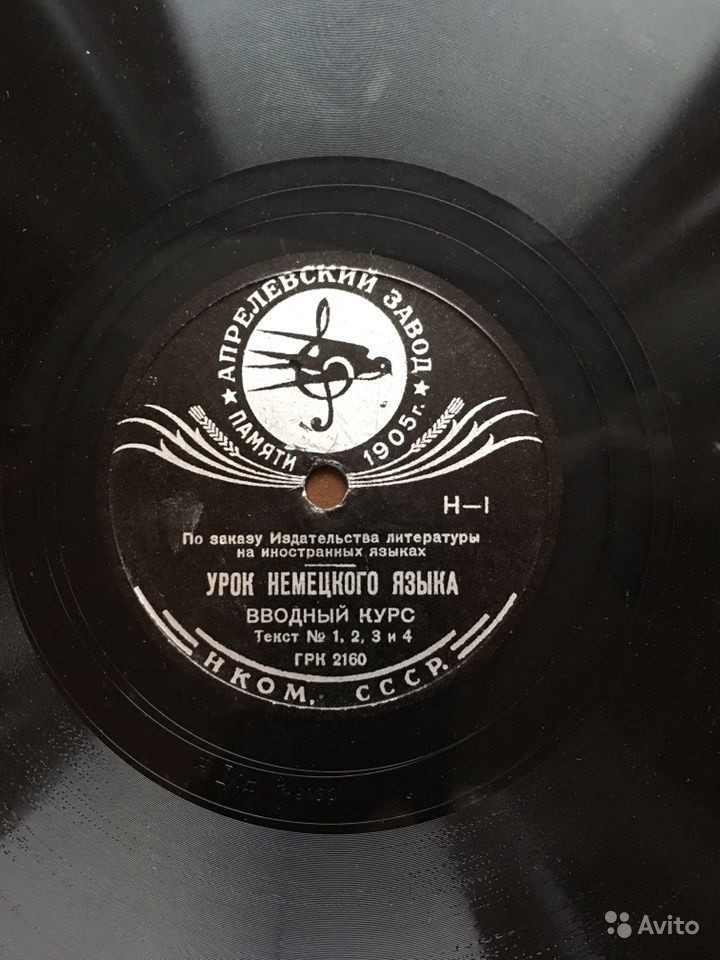 ★ АПРЕЛЕВСКИЙ ЗАВОД ★
ПАМЯТИ 1905г.
Н–I
По заказу Издательства литературы
на иностранных языках
УРОК НЕМЕЦКОГО ЯЗЫКА
ВВОДНЫЙ КУРС
Текст № 1, 2, 3 и 4
ГРК 2160
НКОМ. СССР.
Avito